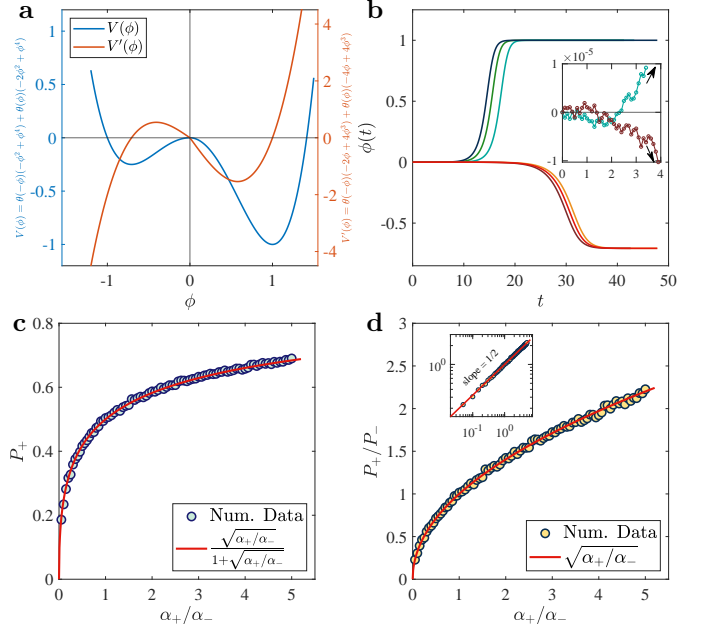 a
V(ϕ)
V′(ϕ)
V(ϕ) = θ(−ϕ)(−ϕ² + ϕ⁴) + θ(ϕ)(−2ϕ² + ϕ⁴)
1
0.5
0
-0.5
-1
V′(ϕ) = θ(−ϕ)(−2ϕ + 4ϕ³) + θ(ϕ)(−4ϕ + 4ϕ³)
4
2
0
-2
-4
-1
0
1
ϕ
b
ϕ(t)
1
0.5
0
-0.5
0
10
20
30
40
50
t
×10⁻⁵
1
0
-1
0
1
2
3
4
c
P₊
0.8
0.6
0.4
0.2
0
0
1
2
3
4
5
α₊/α₋
Num. Data
√α₊/α₋
1+√α₊/α₋
d
P₊/P₋
3
2.5
2
1.5
1
0.5
0
0
1
2
3
4
5
α₊/α₋
slope = 1/2
10⁰
10⁻¹
10⁰
Num. Data
√α₊/α₋